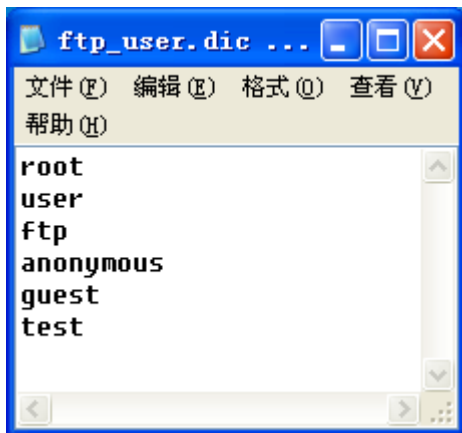 ftp_user.dic ...
文件(F) 编辑(E) 格式(O) 查看(V)
帮助(H)
root
user
ftp
anonymous
guest
test